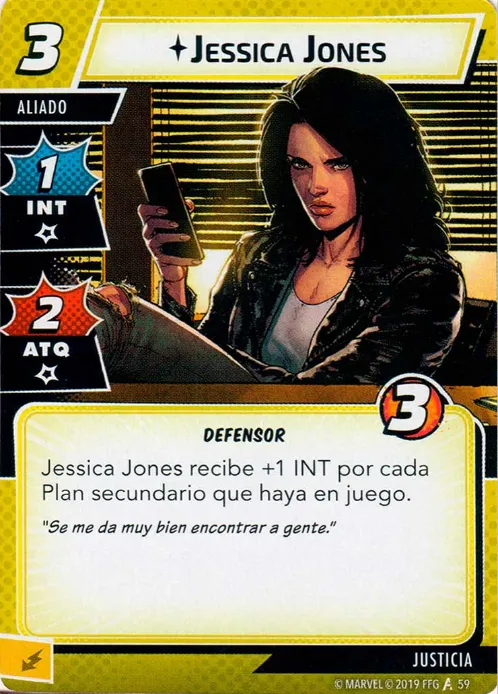 3
JESSICA JONES
ALIADO
1
INT
2
ATQ
3
DEFENSOR
Jessica Jones recibe +1 INT por cada
Plan secundario que haya en juego.
"Se me da muy bien encontrar a gente."
JUSTICIA
© MARVEL © 2019 FFG 59